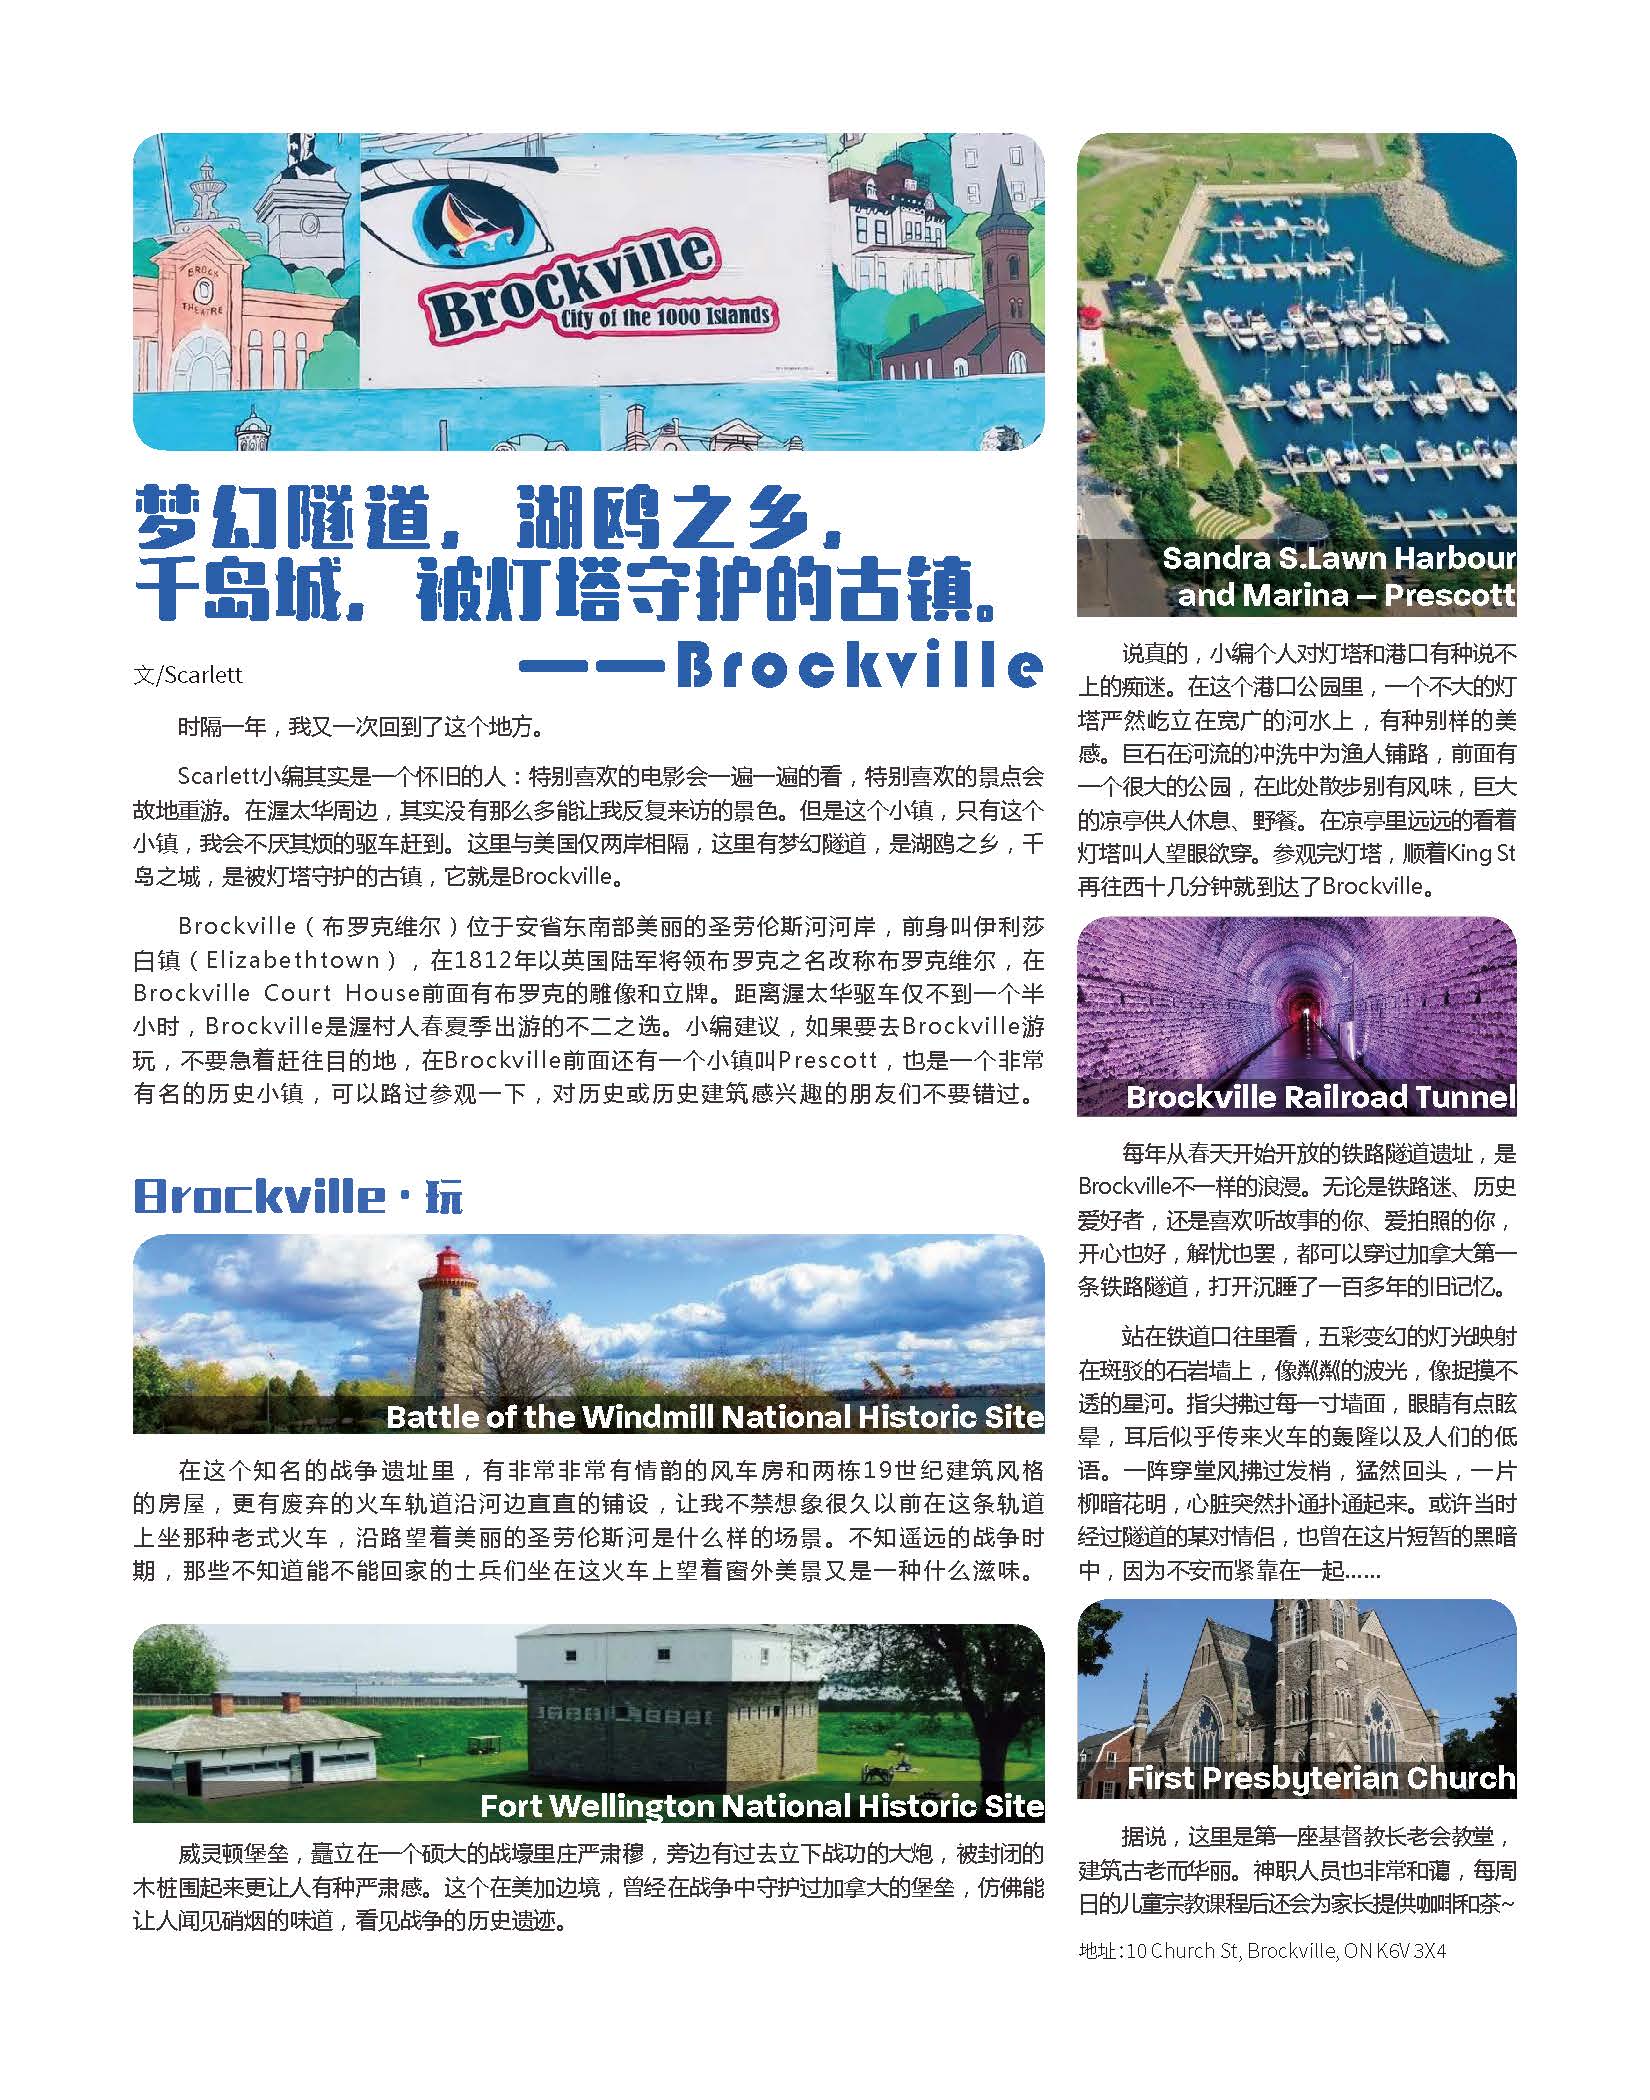 BROCK
THEATRE
Brockville
City of the 1000 Islands
梦幻隧道，湖鸥之乡，
千岛城，被灯塔守护的古镇。
——Brockville
文/Scarlett
时隔一年，我又一次回到了这个地方。
Scarlett小编其实是一个怀旧的人：特别喜欢的电影会一遍一遍的看，特别喜欢的景点会
故地重游。在渥太华周边，其实没有那么多能让我反复来访的景色。但是这个小镇，只有这个
小镇，我会不厌其烦的驱车赶到。这里与美国仅两岸相隔，这里有梦幻隧道，是湖鸥之乡，千
岛之城，是被灯塔守护的古镇，它就是Brockville。
Brockville（布罗克维尔）位于安省东南部美丽的圣劳伦斯河河岸，前身叫伊利莎
白镇（Elizabethtown），在1812年以英国陆军将领布罗克之名改称布罗克维尔，在
Brockville Court House前面有布罗克的雕像和立牌。距离渥太华驱车仅不到一个半
小时，Brockville是渥村人春夏季出游的不二之选。小编建议，如果要去Brockville游
玩，不要急着赶往目的地，在Brockville前面还有一个小镇叫Prescott，也是一个非常
有名的历史小镇，可以路过参观一下，对历史或历史建筑感兴趣的朋友们不要错过。
Brockville · 玩
Battle of the Windmill National Historic Site
在这个知名的战争遗址里，有非常非常有情韵的风车房和两栋19世纪建筑风格
的房屋，更有废弃的火车轨道沿河边直直的铺设，让我不禁想象很久以前在这条轨道
上坐那种老式火车，沿路望着美丽的圣劳伦斯河是什么样的场景。不知遥远的战争时
期，那些不知道能不能回家的士兵们坐在这火车上望着窗外美景又是一种什么滋味。
Fort Wellington National Historic Site
威灵顿堡垒，矗立在一个硕大的战壕里庄严肃穆，旁边有过去立下战功的大炮，被封闭的
木桩围起来更让人有种严肃感。这个在美加边境，曾经在战争中守护过加拿大的堡垒，仿佛能
让人闻见硝烟的味道，看见战争的历史遗迹。
Sandra S.Lawn Harbour
and Marina – Prescott
说真的，小编个人对灯塔和港口有种说不
上的痴迷。在这个港口公园里，一个不大的灯
塔严然屹立在宽广的河水上，有种别样的美
感。巨石在河流的冲洗中为渔人铺路，前面有
一个很大的公园，在此处散步别有风味，巨大
的凉亭供人休息、野餐。在凉亭里远远的看着
灯塔叫人望眼欲穿。参观完灯塔，顺着King St
再往西十几分钟就到达了Brockville。
Brockville Railroad Tunnel
每年从春天开始开放的铁路隧道遗址，是
Brockville不一样的浪漫。无论是铁路迷、历史
爱好者，还是喜欢听故事的你、爱拍照的你，
开心也好，解忧也罢，都可以穿过加拿大第一
条铁路隧道，打开沉睡了一百多年的旧记忆。
站在铁道口往里看，五彩变幻的灯光映射
在斑驳的石岩墙上，像粼粼的波光，像捉摸不
透的星河。指尖拂过每一寸墙面，眼睛有点眩
晕，耳后似乎传来火车的轰隆以及人们的低
语。一阵穿堂风拂过发梢，猛然回头，一片
柳暗花明，心脏突然扑通扑通起来。或许当时
经过隧道的某对情侣，也曾在这片短暂的黑暗
中，因为不安而紧靠在一起……
First Presbyterian Church
据说，这里是第一座基督教长老会教堂，
建筑古老而华丽。神职人员也非常和蔼，每周
日的儿童宗教课程后还会为家长提供咖啡和茶~
地址：10 Church St, Brockville, ON K6V 3X4